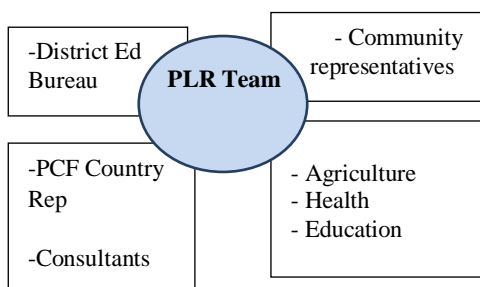 -District Ed
Bureau
PLR Team
- Community
representatives
-PCF Country
Rep
-Consultants
- Agriculture
- Health
- Education